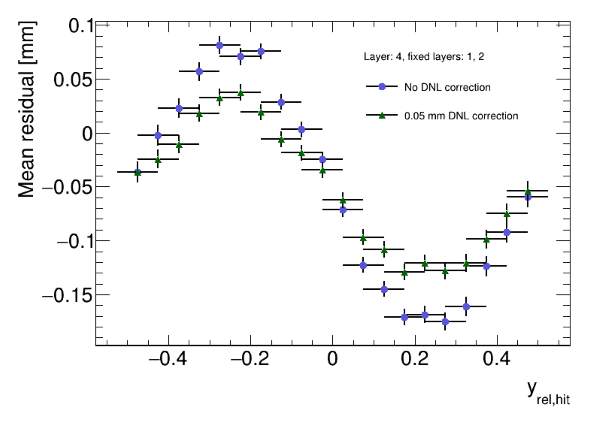 Mean residual [mm]
0.1
0.05
0
−0.05
−0.1
−0.15
Layer: 4, fixed layers: 1, 2
No DNL correction
0.05 mm DNL correction
−0.4 −0.2 0 0.2 0.4
y_rel,hit